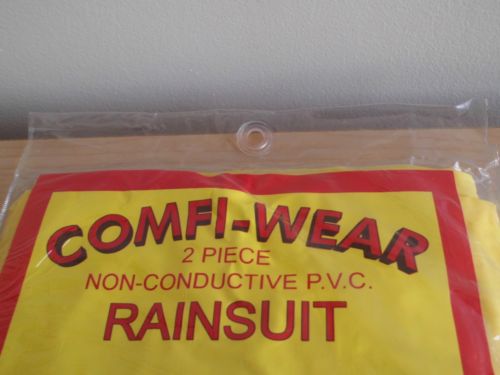 COMFI-WEAR
2 PIECE
NON-CONDUCTIVE P.V.C.
RAINSUIT